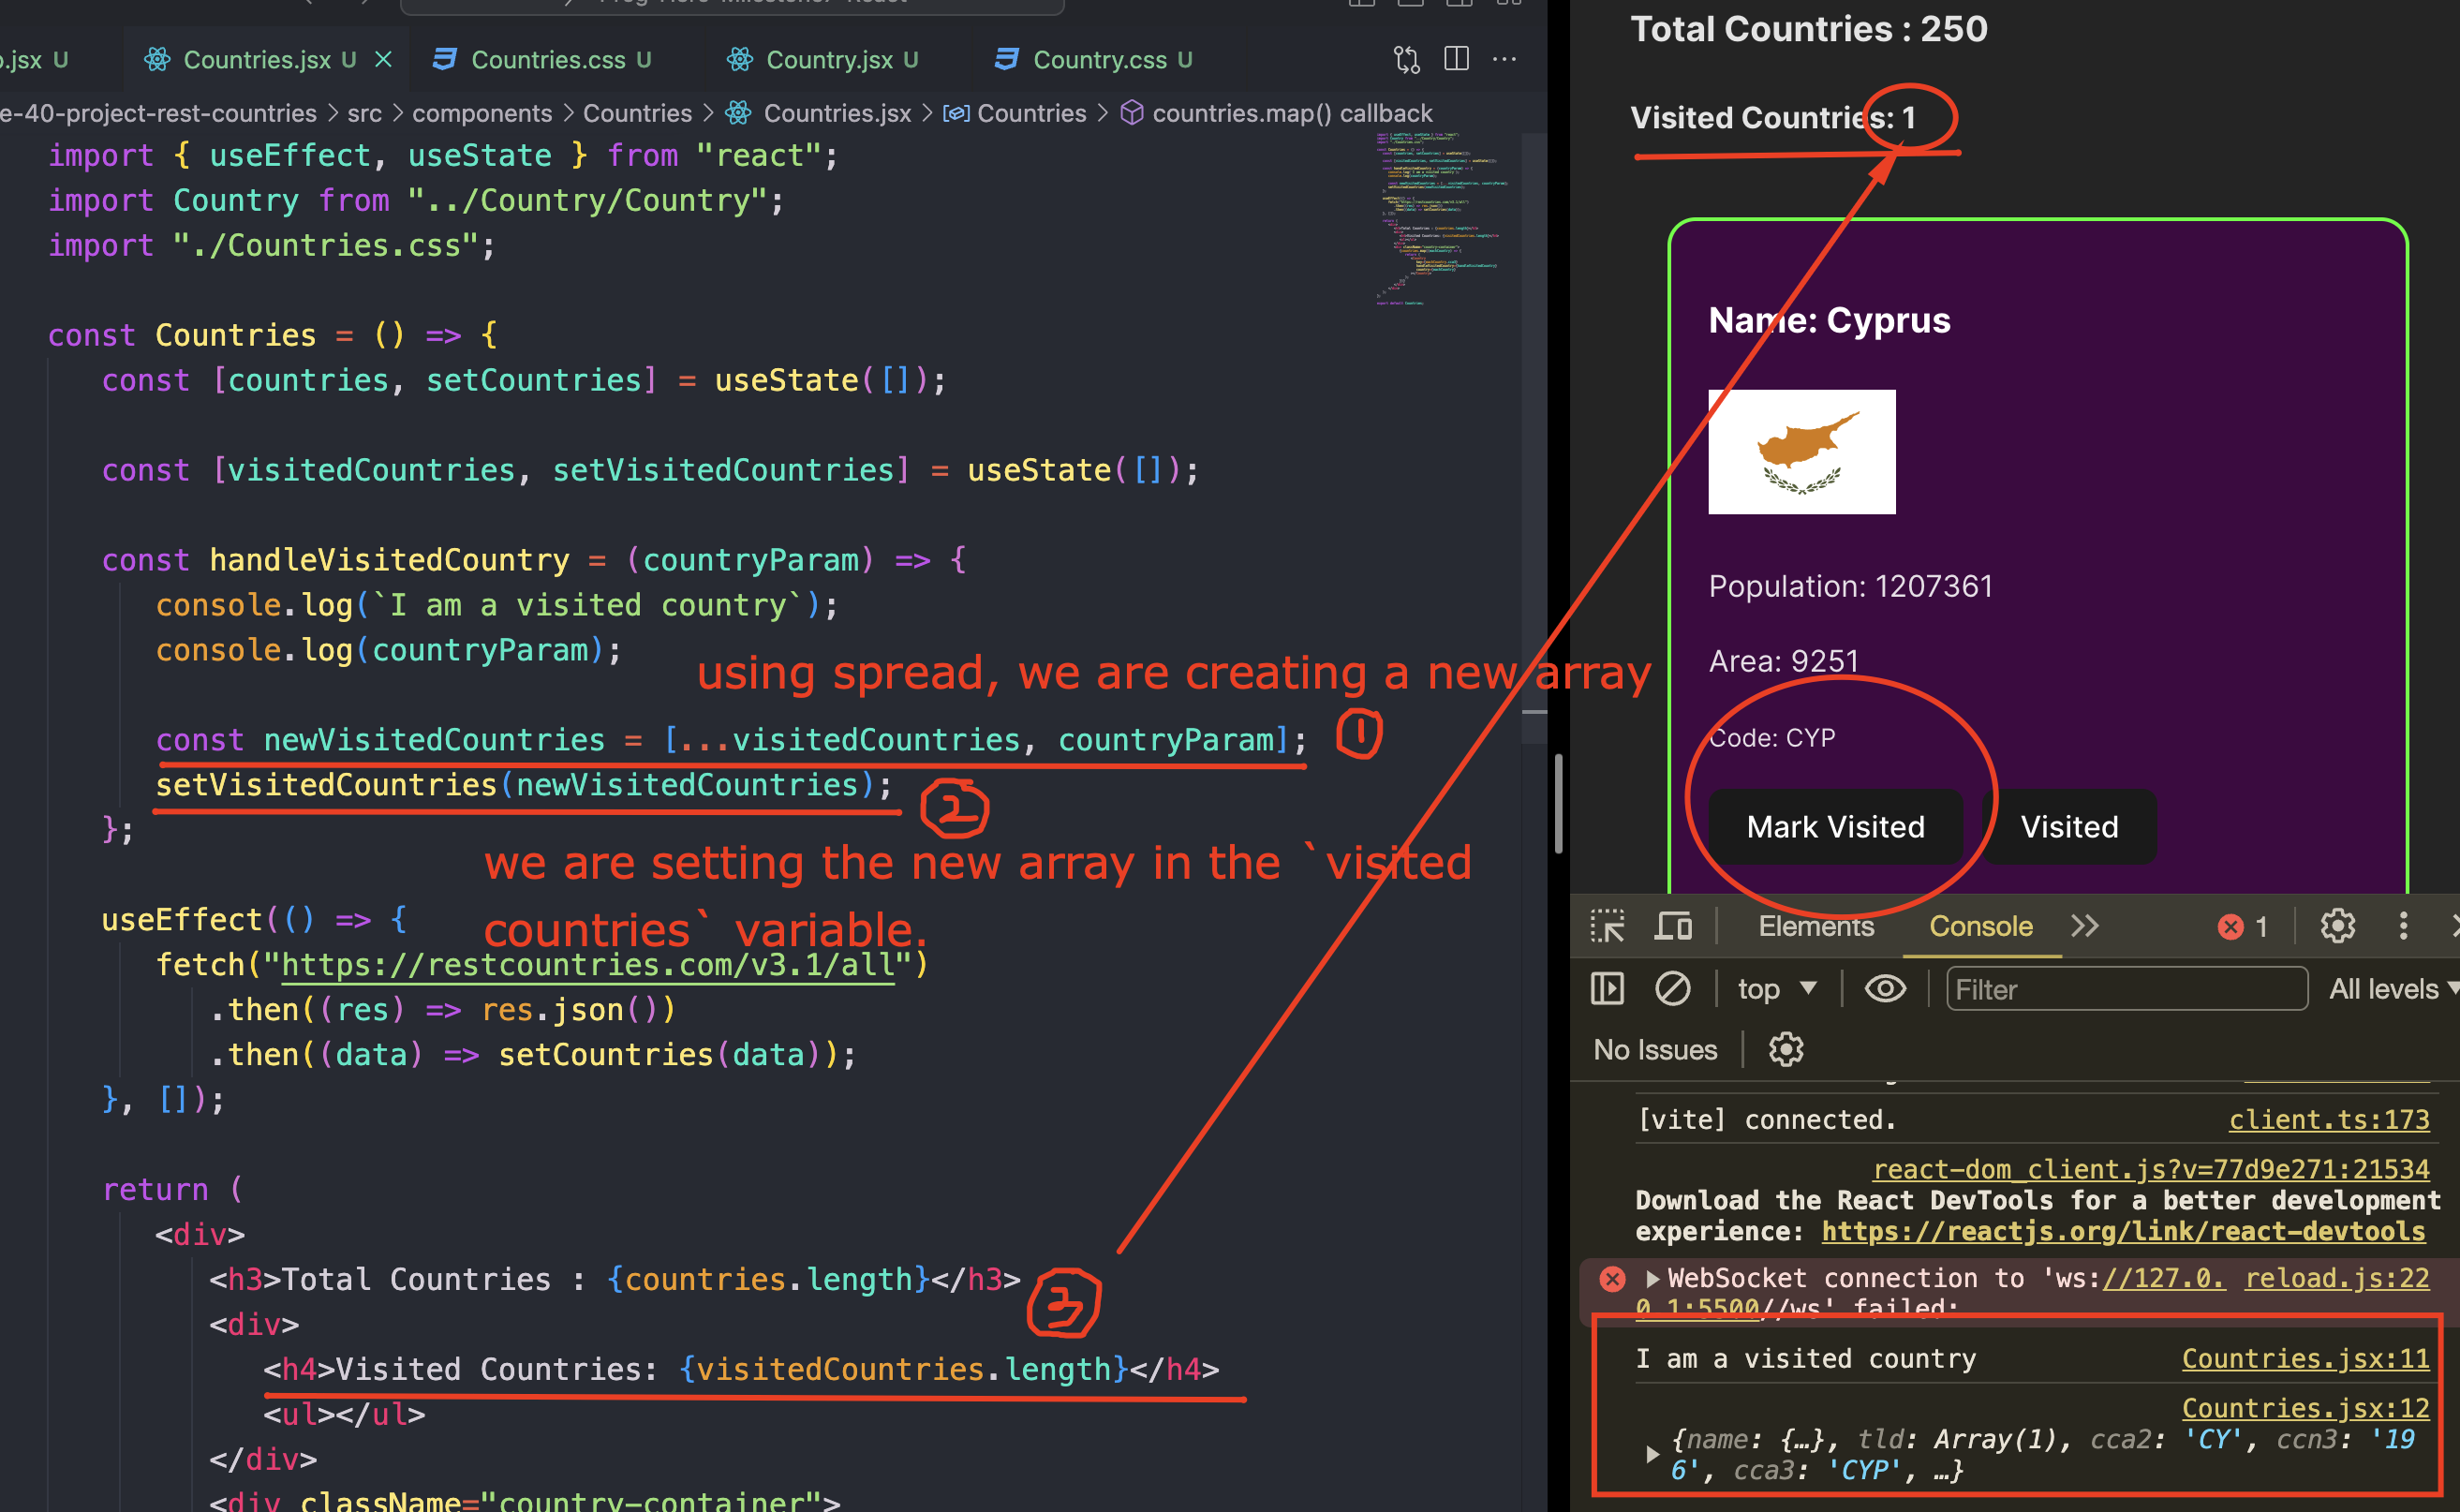 .jsx U
Countries.jsx U
Countries.css U
Country.jsx U
Country.css U
e-40-project-rest-countries > src > components > Countries > Countries.jsx > Countries > countries.map() callback
import { useEffect, useState } from "react";
import Country from "../Country/Country";
import "./Countries.css";
const Countries = () => {
const [countries, setCountries] = useState([]);
const [visitedCountries, setVisitedCountries] = useState([]);
const handleVisitedCountry = (countryParam) => {
console.log(`I am a visited country`);
console.log(countryParam);
using spread, we are creating a new array
const newVisitedCountries = [...visitedCountries, countryParam]; 1
setVisitedCountries(newVisitedCountries); 2
};
we are setting the new array in the `visited
countries` variable.
useEffect(() => {
fetch("https://restcountries.com/v3.1/all")
.then((res) => res.json())
.then((data) => setCountries(data));
}, []);
return (
<div>
<h3>Total Countries : {countries.length}</h3> 3
<div>
<h4>Visited Countries: {visitedCountries.length}</h4>
<ul></ul>
</div>
<div className="country-container">
Total Countries : 250
Visited Countries: 1
Name: Cyprus
Population: 1207361
Area: 9251
Code: CYP
Mark Visited
Visited
Elements
Console
1
top
Filter
All levels
No Issues
[vite] connected. client.ts:173
react-dom_client.js?v=77d9e271:21534
Download the React DevTools for a better development
experience: https://reactjs.org/link/react-devtools
WebSocket connection to 'ws://127.0. reload.js:22
0.1:5500//ws' failed:
I am a visited country Countries.jsx:11
Countries.jsx:12
{name: {…}, tld: Array(1), cca2: 'CY', ccn3: '19
6', cca3: 'CYP', …}